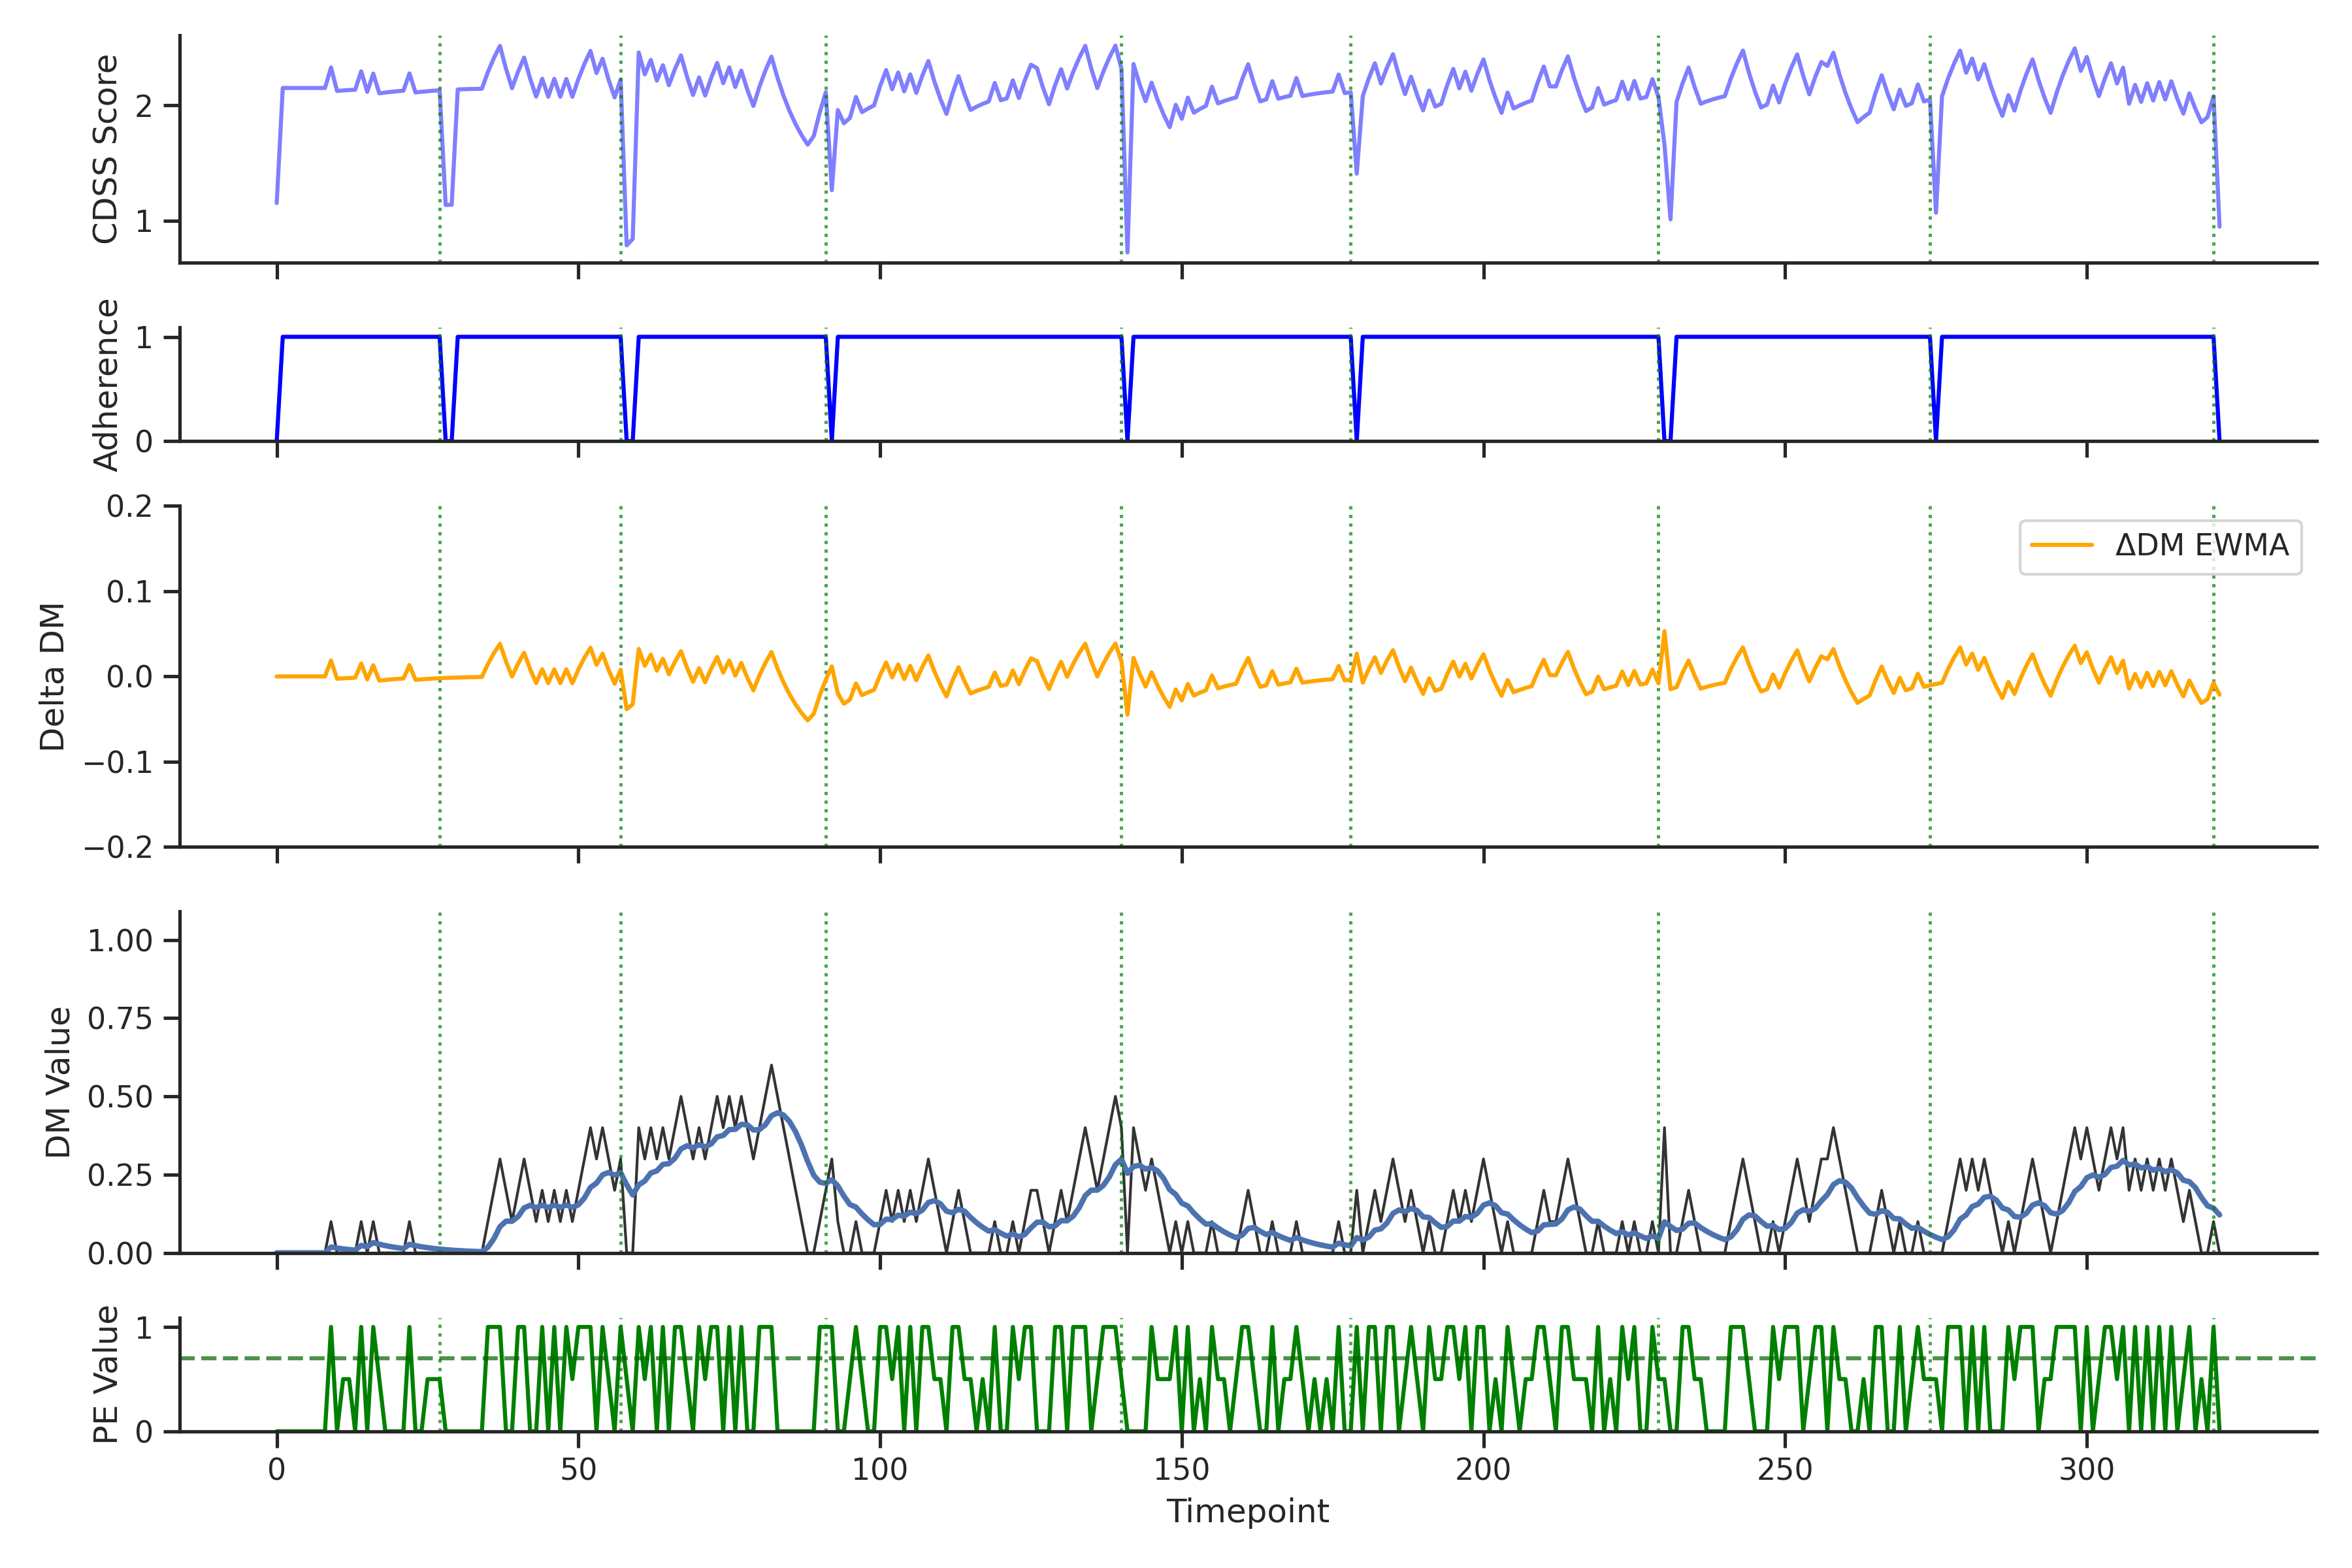 CDSS Score
2
1
Adherence
1
0
Delta DM
0.2
0.1
0.0
−0.1
−0.2
ΔDM EWMA
DM Value
1.00
0.75
0.50
0.25
0.00
PE Value
1
0
0 50 100 150 200 250 300
Timepoint